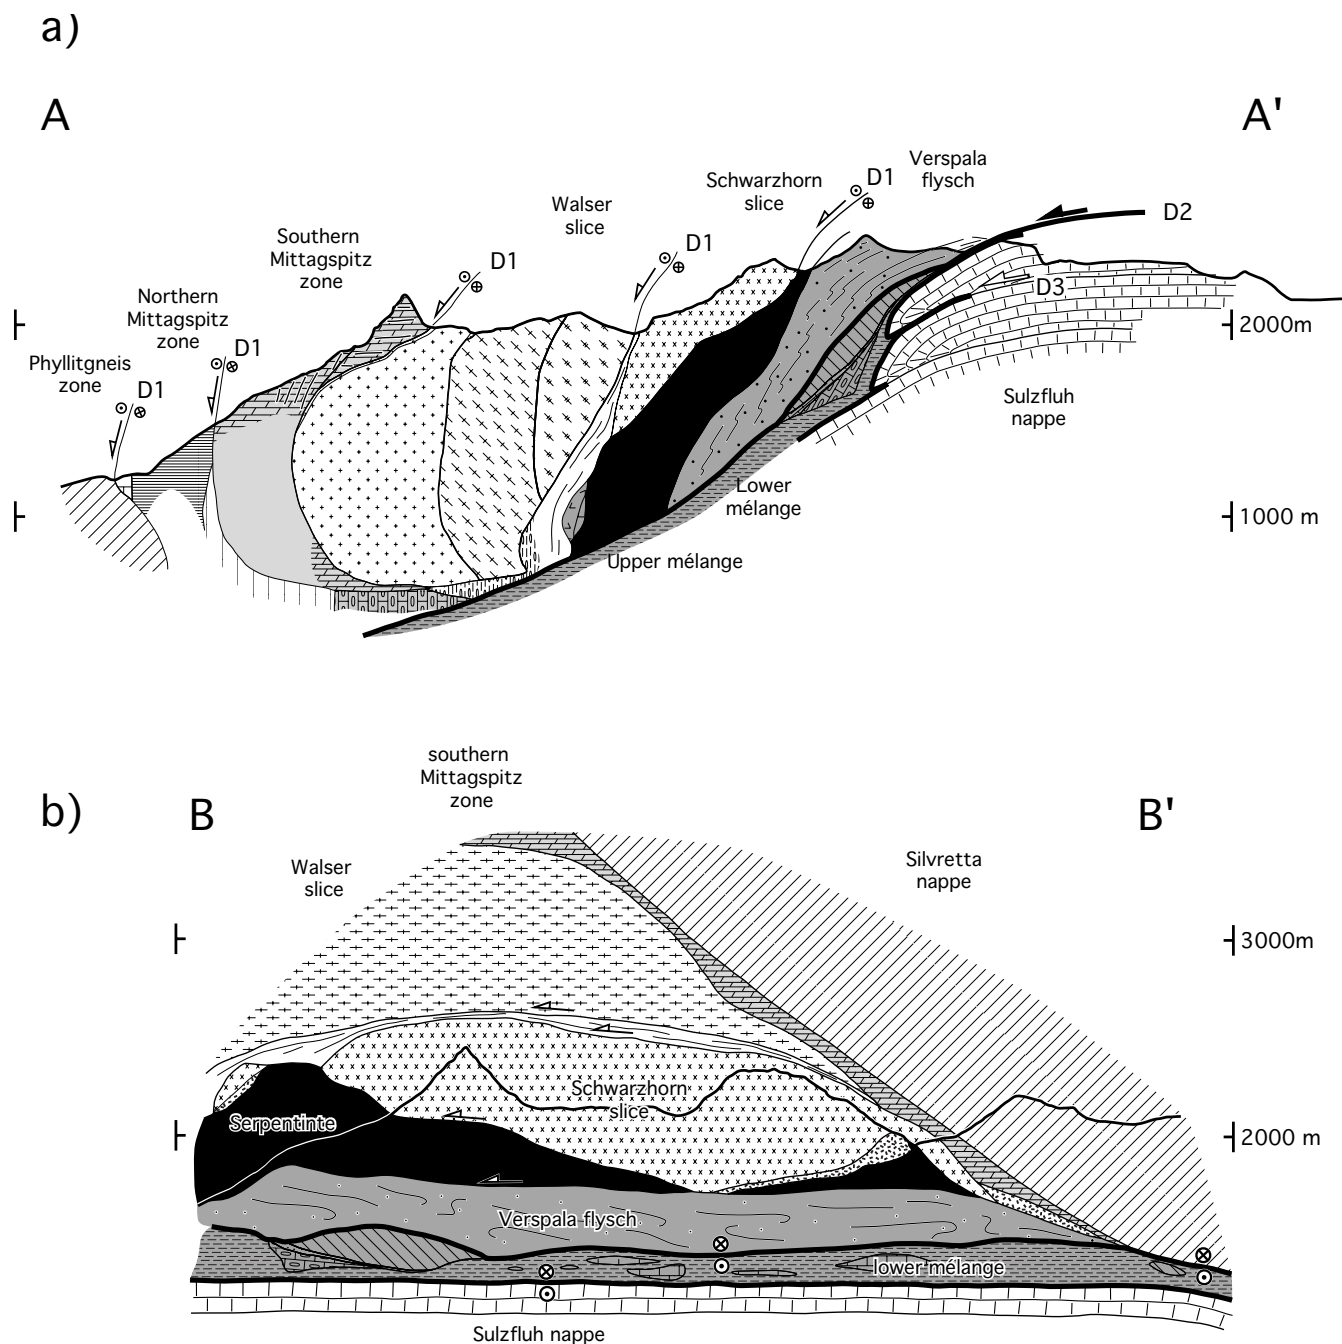 a)
A
A'
Verspala
flysch
Schwarzhorn
slice
D1
Walser
slice
D2
Southern
Mittagspitz
zone
D1
D1
Northern
Mittagspitz
zone
D3
2000m
D1
Phyllitgneis
zone
D1
Sulzfluh
nappe
Lower
mélange
1000 m
Upper mélange
southern
Mittagspitz
zone
b)
B
B'
Walser
slice
Silvretta
nappe
3000m
Schwarzhorn
slice
Serpentinte
2000 m
Verspala flysch
lower mélange
Sulzfluh nappe